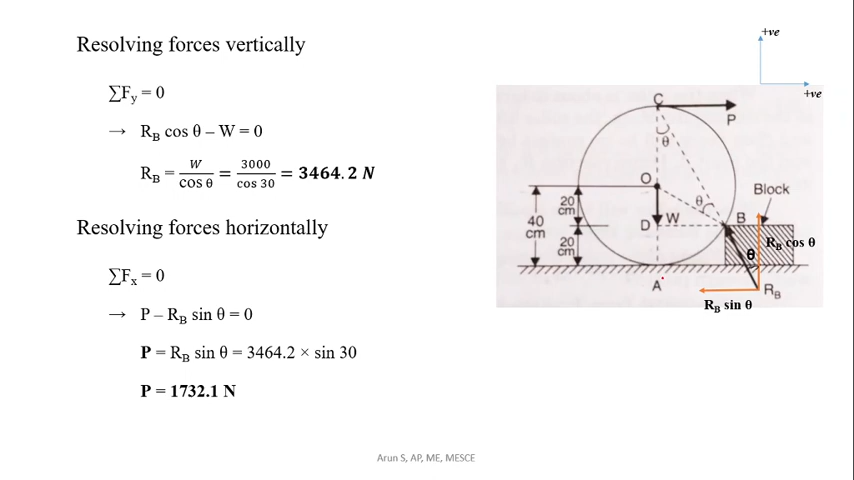 Resolving forces vertically
∑Fy = 0
→ RB cos θ – W = 0
RB = W/cos θ = 3000/cos 30 = 3464.2 N
Resolving forces horizontally
∑Fx = 0
→ P – RB sin θ = 0
P = RB sin θ = 3464.2 × sin 30
P = 1732.1 N
+ve
+ve
C
P
θ
O
Block
20 cm
θ
40 cm
D
W
B
RB cos θ
20 cm
θ
A
RB
RB sin θ
Arun S, AP, ME, MESCE